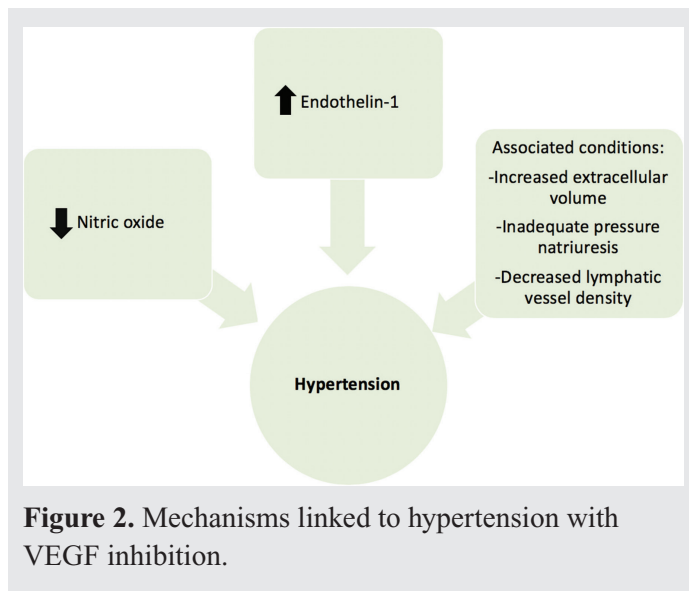 Endothelin-1
Nitric oxide
Associated conditions:
-Increased extracellular
volume
-Inadequate pressure
natriuresis
-Decreased lymphatic
vessel density
Hypertension
Figure 2. Mechanisms linked to hypertension with
VEGF inhibition.